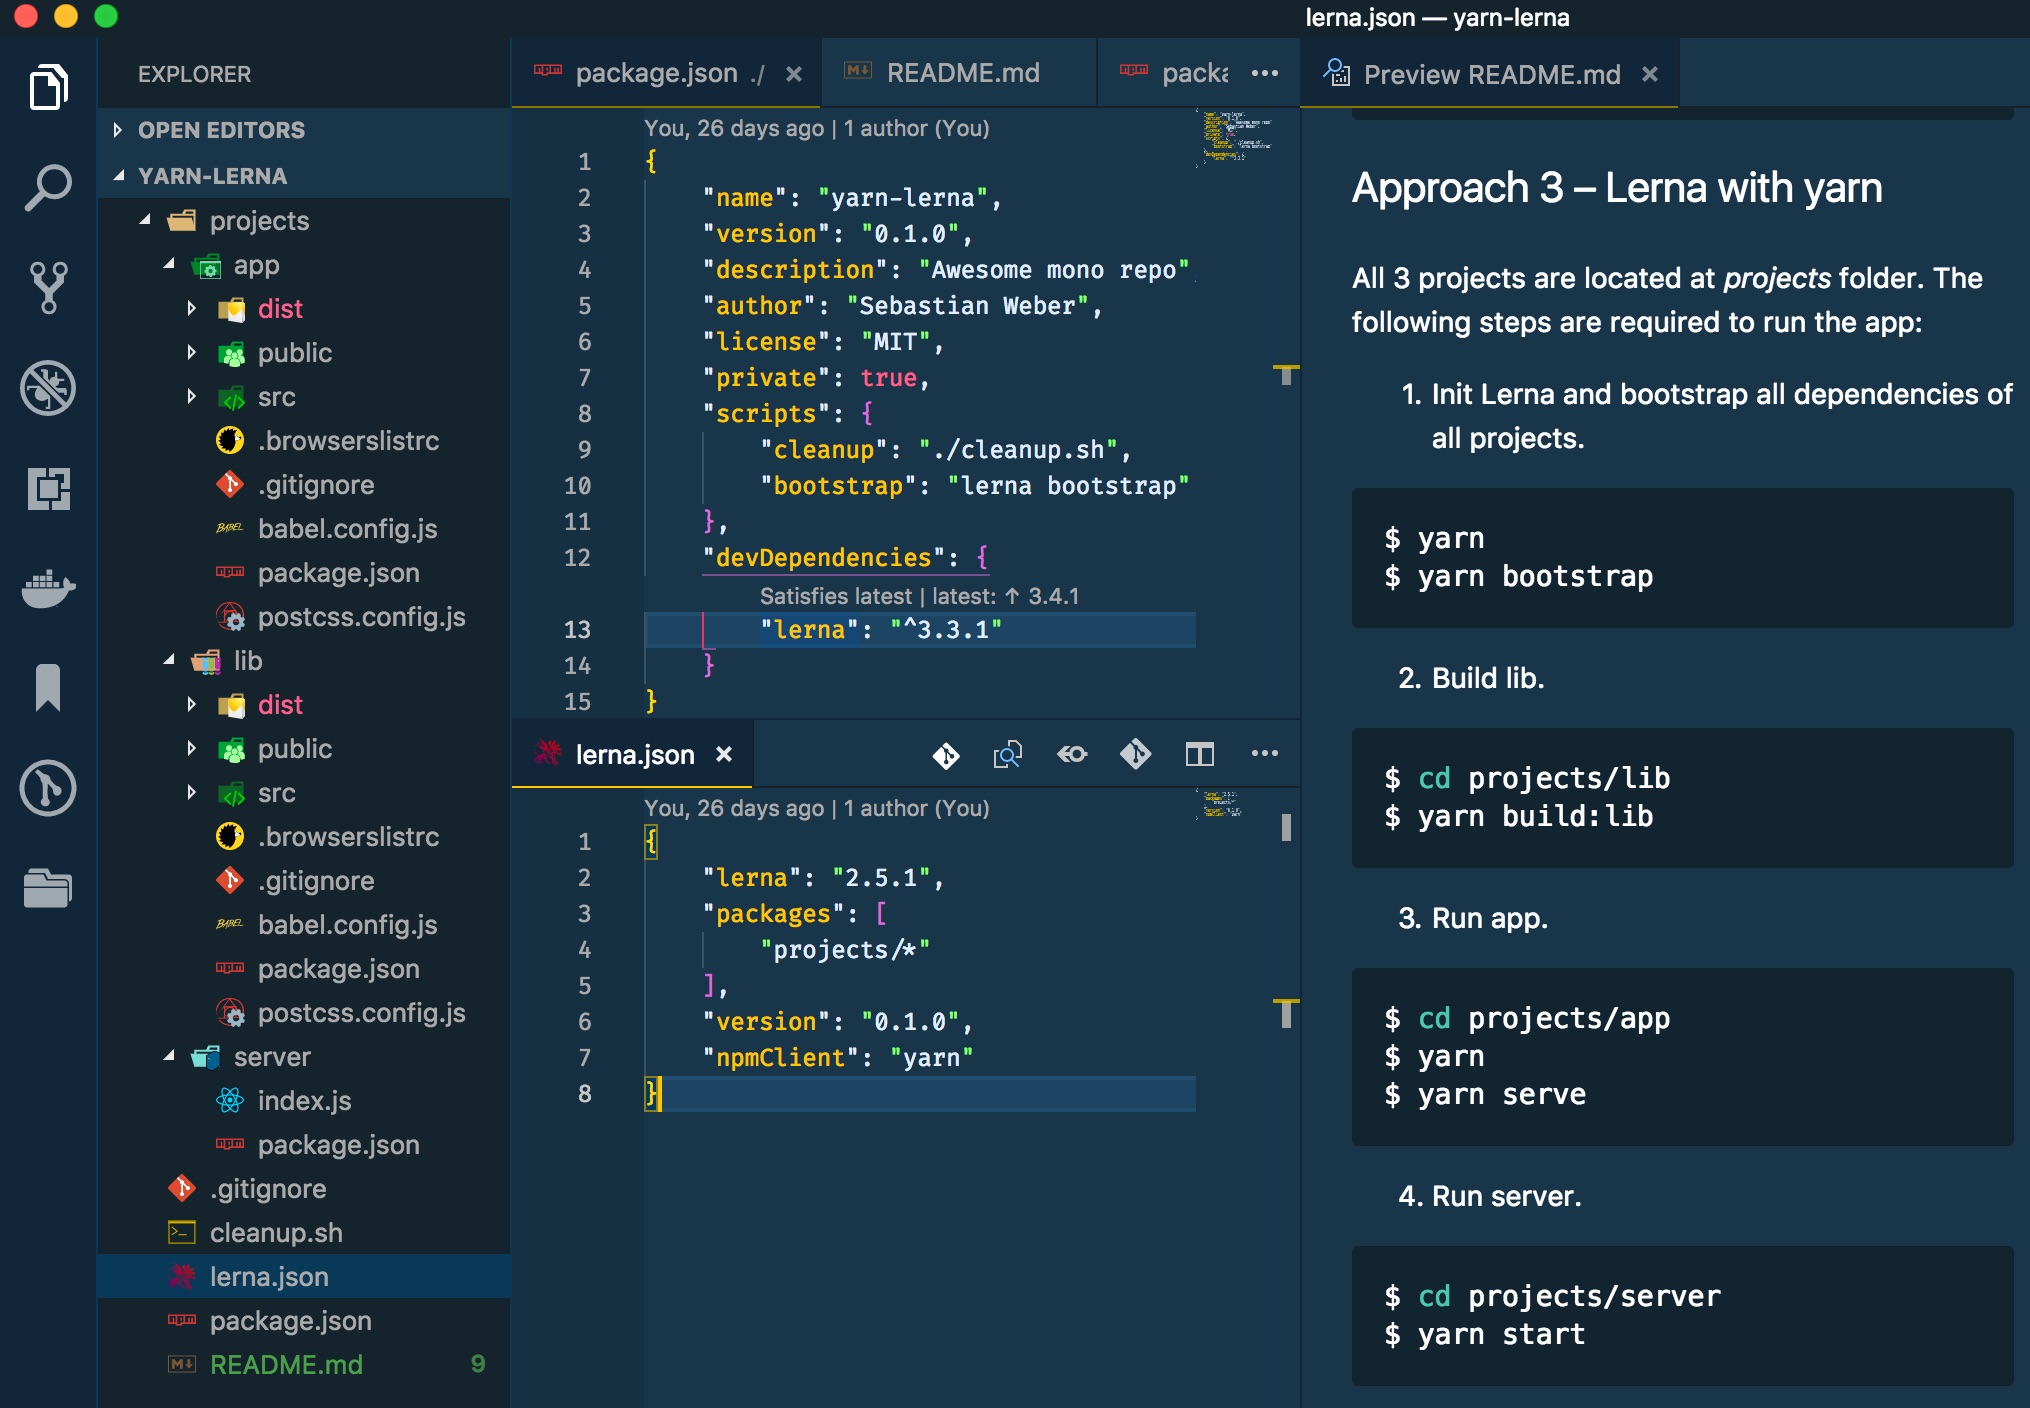 lerna.json — yarn-lerna
EXPLORER
OPEN EDITORS
YARN-LERNA
projects
app
dist
public
src
.browserslistrc
.gitignore
babel.config.js
package.json
postcss.config.js
lib
dist
public
src
.browserslistrc
.gitignore
babel.config.js
package.json
postcss.config.js
server
index.js
package.json
.gitignore
cleanup.sh
lerna.json
package.json
README.md 9
package.json ./
README.md
packa
You, 26 days ago | 1 author (You)
1 {
2 "name": "yarn-lerna",
3 "version": "0.1.0",
4 "description": "Awesome mono repo",
5 "author": "Sebastian Weber",
6 "license": "MIT",
7 "private": true,
8 "scripts": {
9 "cleanup": "./cleanup.sh",
10 "bootstrap": "lerna bootstrap"
11 },
12 "devDependencies": {
Satisfies latest | latest: ↑ 3.4.1
13 "lerna": "^3.3.1"
14 }
15 }
lerna.json
You, 26 days ago | 1 author (You)
1 {
2 "lerna": "2.5.1",
3 "packages": [
4 "projects/*"
5 ],
6 "version": "0.1.0",
7 "npmClient": "yarn"
8 }
Preview README.md
Approach 3 – Lerna with yarn
All 3 projects are located at projects folder. The
following steps are required to run the app:
1. Init Lerna and bootstrap all dependencies of
all projects.
$ yarn
$ yarn bootstrap
2. Build lib.
$ cd projects/lib
$ yarn build:lib
3. Run app.
$ cd projects/app
$ yarn
$ yarn serve
4. Run server.
$ cd projects/server
$ yarn start